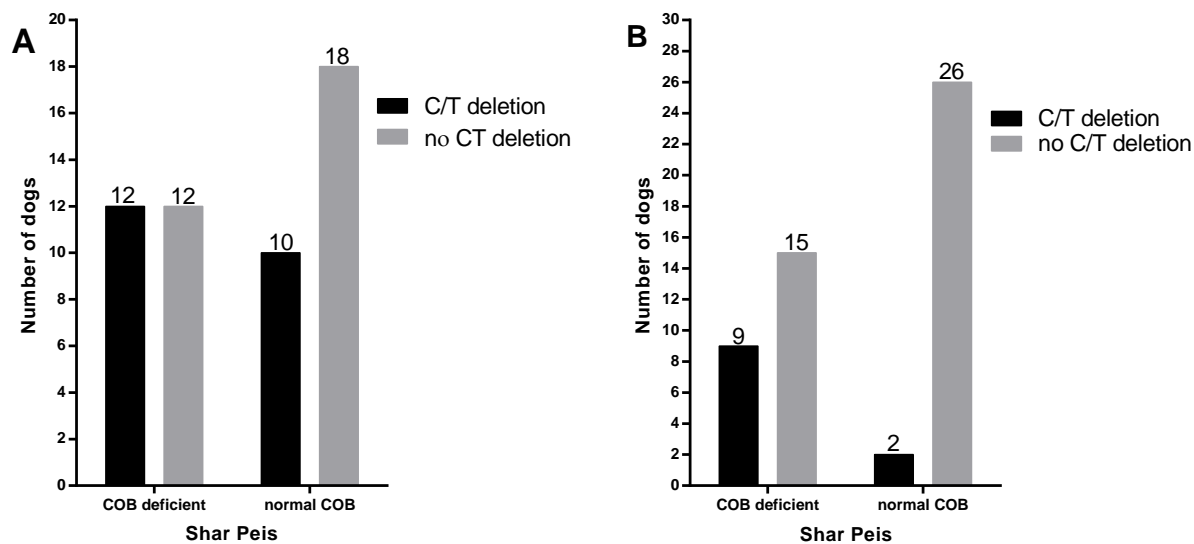 A
20
18
16
14
12
10
8
6
4
2
0
Number of dogs
12
12
10
18
C/T deletion
no CT deletion
COB deficient
normal COB
Shar Peis
B
30
28
26
24
22
20
18
16
14
12
10
8
6
4
2
0
Number of dogs
9
15
2
26
C/T deletion
no C/T deletion
COB deficient
normal COB
Shar Peis